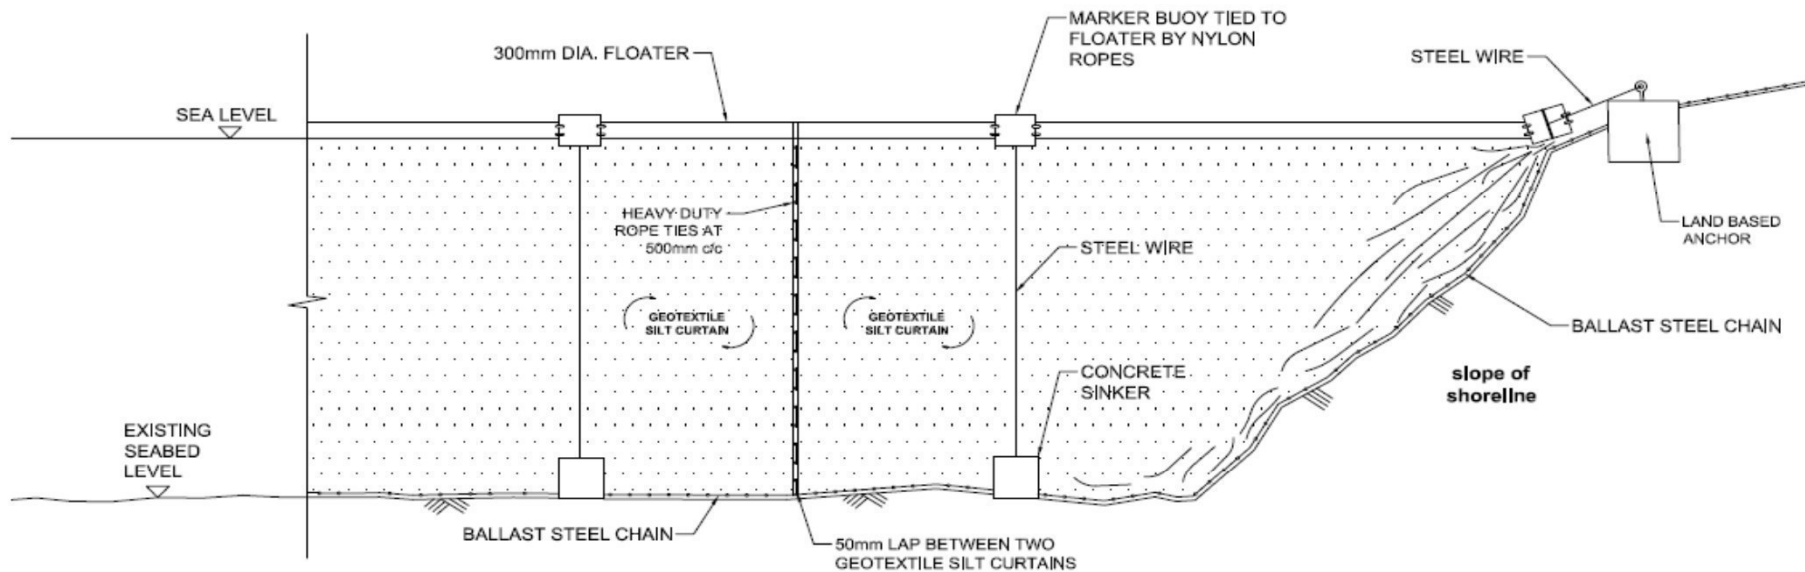 MARKER BUOY TIED TO
FLOATER BY NYLON
ROPES
300mm DIA. FLOATER
STEEL WIRE
SEA LEVEL
HEAVY DUTY
ROPE TIES AT
500mm c/c
LAND BASED
ANCHOR
STEEL WIRE
GEOTEXTILE
SILT CURTAIN
GEOTEXTILE
SILT CURTAIN
BALLAST STEEL CHAIN
CONCRETE
SINKER
slope of
shoreline
EXISTING
SEABED
LEVEL
BALLAST STEEL CHAIN
50mm LAP BETWEEN TWO
GEOTEXTILE SILT CURTAINS